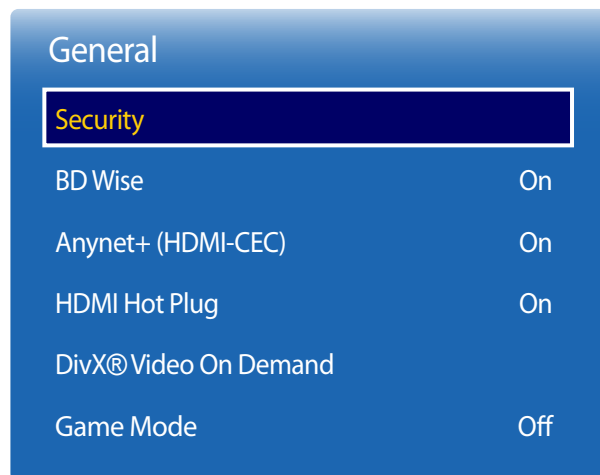 General
Security
BD Wise On
Anynet+ (HDMI-CEC) On
HDMI Hot Plug On
DivX® Video On Demand
Game Mode Off